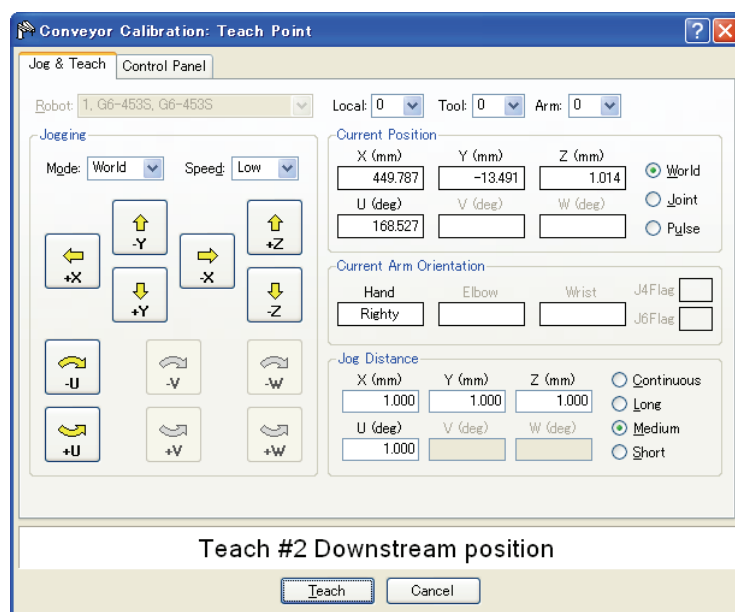 Conveyor Calibration: Teach Point
Jog & Teach Control Panel
Robot: 1, G6-453S, G6-453S Local: 0 Tool: 0 Arm: 0
Jogging
Mode: World Speed: Low
-Y +Z
+X -X
+Y -Z
-U -V -W
+U +V +W
Current Position
X (mm) Y (mm) Z (mm)
449.787 -13.491 1.014
U (deg) V (deg) W (deg)
168.527
World
Joint
Pulse
Current Arm Orientation
Hand Elbow Wrist J4Flag
Righty J6Flag
Jog Distance
X (mm) Y (mm) Z (mm)
1.000 1.000 1.000
U (deg) V (deg) W (deg)
1.000
Continuous
Long
Medium
Short
Teach #2 Downstream position
Teach Cancel